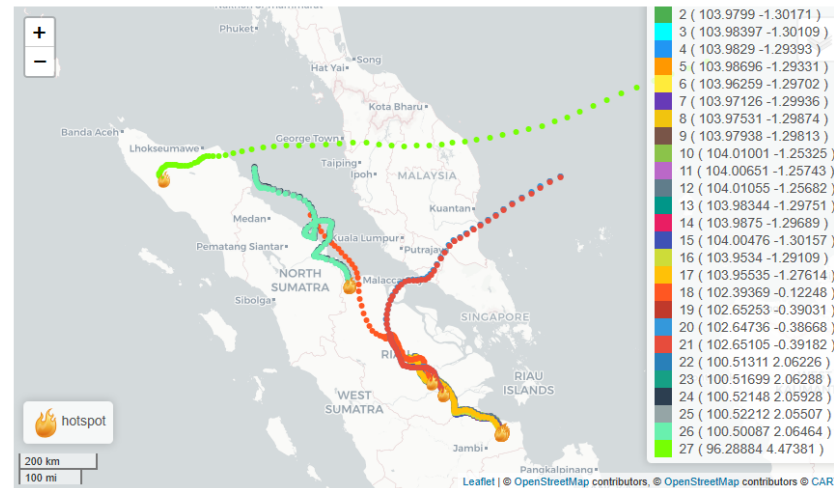 +
−
Phuket
Song
Hat Yai
Kota Bharu
Banda Aceh
Lhokseumawe
George Town
Taiping
Ipoh
MALAYSIA
Kuantan
Medan
Kuala Lumpur
Putrajaya
Pematang Siantar
NORTH
SUMATRA
Sibolga
SINGAPORE
RIAU
ISLANDS
WEST
SUMATRA
Jambi
Pangkalpinang
hotspot
200 km
100 mi
2 ( 103.9799 -1.30171 )
3 ( 103.98397 -1.30109 )
4 ( 103.9829 -1.29393 )
5 ( 103.98696 -1.29331 )
6 ( 103.96259 -1.29702 )
7 ( 103.97126 -1.29936 )
8 ( 103.97531 -1.29874 )
9 ( 103.97938 -1.29813 )
10 ( 104.01001 -1.25325 )
11 ( 104.00651 -1.25743 )
12 ( 104.01055 -1.25682 )
13 ( 103.98344 -1.29751 )
14 ( 103.9875 -1.29689 )
15 ( 104.00476 -1.30157 )
16 ( 103.9534 -1.29109 )
17 ( 103.95535 -1.27614 )
18 ( 102.39369 -0.12248 )
19 ( 102.65253 -0.39031 )
20 ( 102.64736 -0.38668 )
21 ( 102.65105 -0.39182 )
22 ( 100.51311 2.06226 )
23 ( 100.51699 2.06288 )
24 ( 100.52148 2.05928 )
25 ( 100.52212 2.05507 )
26 ( 100.50087 2.06464 )
27 ( 96.28884 4.47381 )
Leaflet | © OpenStreetMap contributors, © OpenStreetMap contributors © CAR